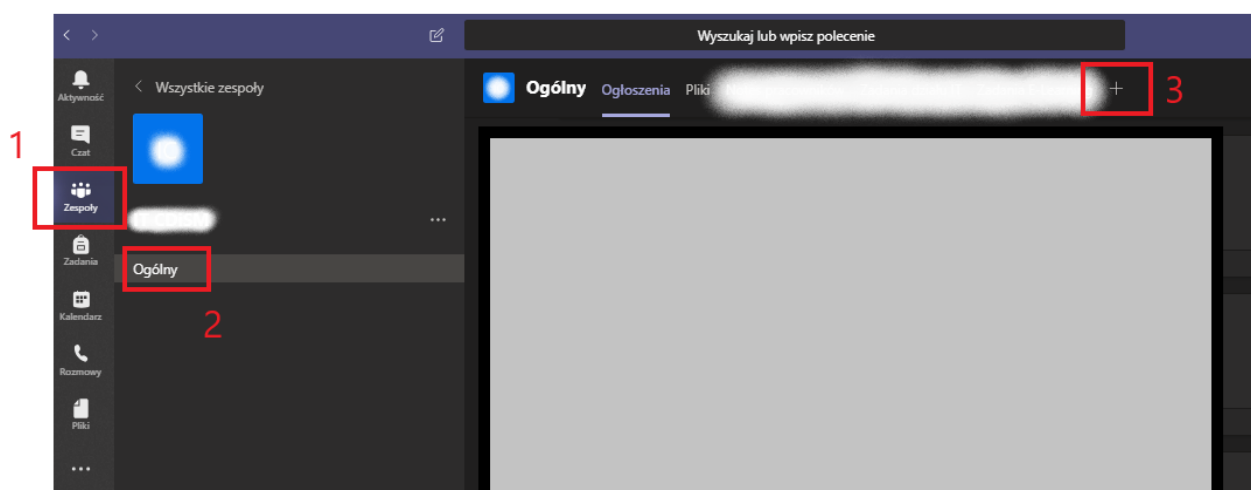 Wyszukaj lub wpisz polecenie
Aktywność
Czat
Zespoły
Zadania
Kalendarz
Rozmowy
Pliki
1
Wszystkie zespoły
Ogólny
2
Ogólny Ogłoszenia Pliki
3